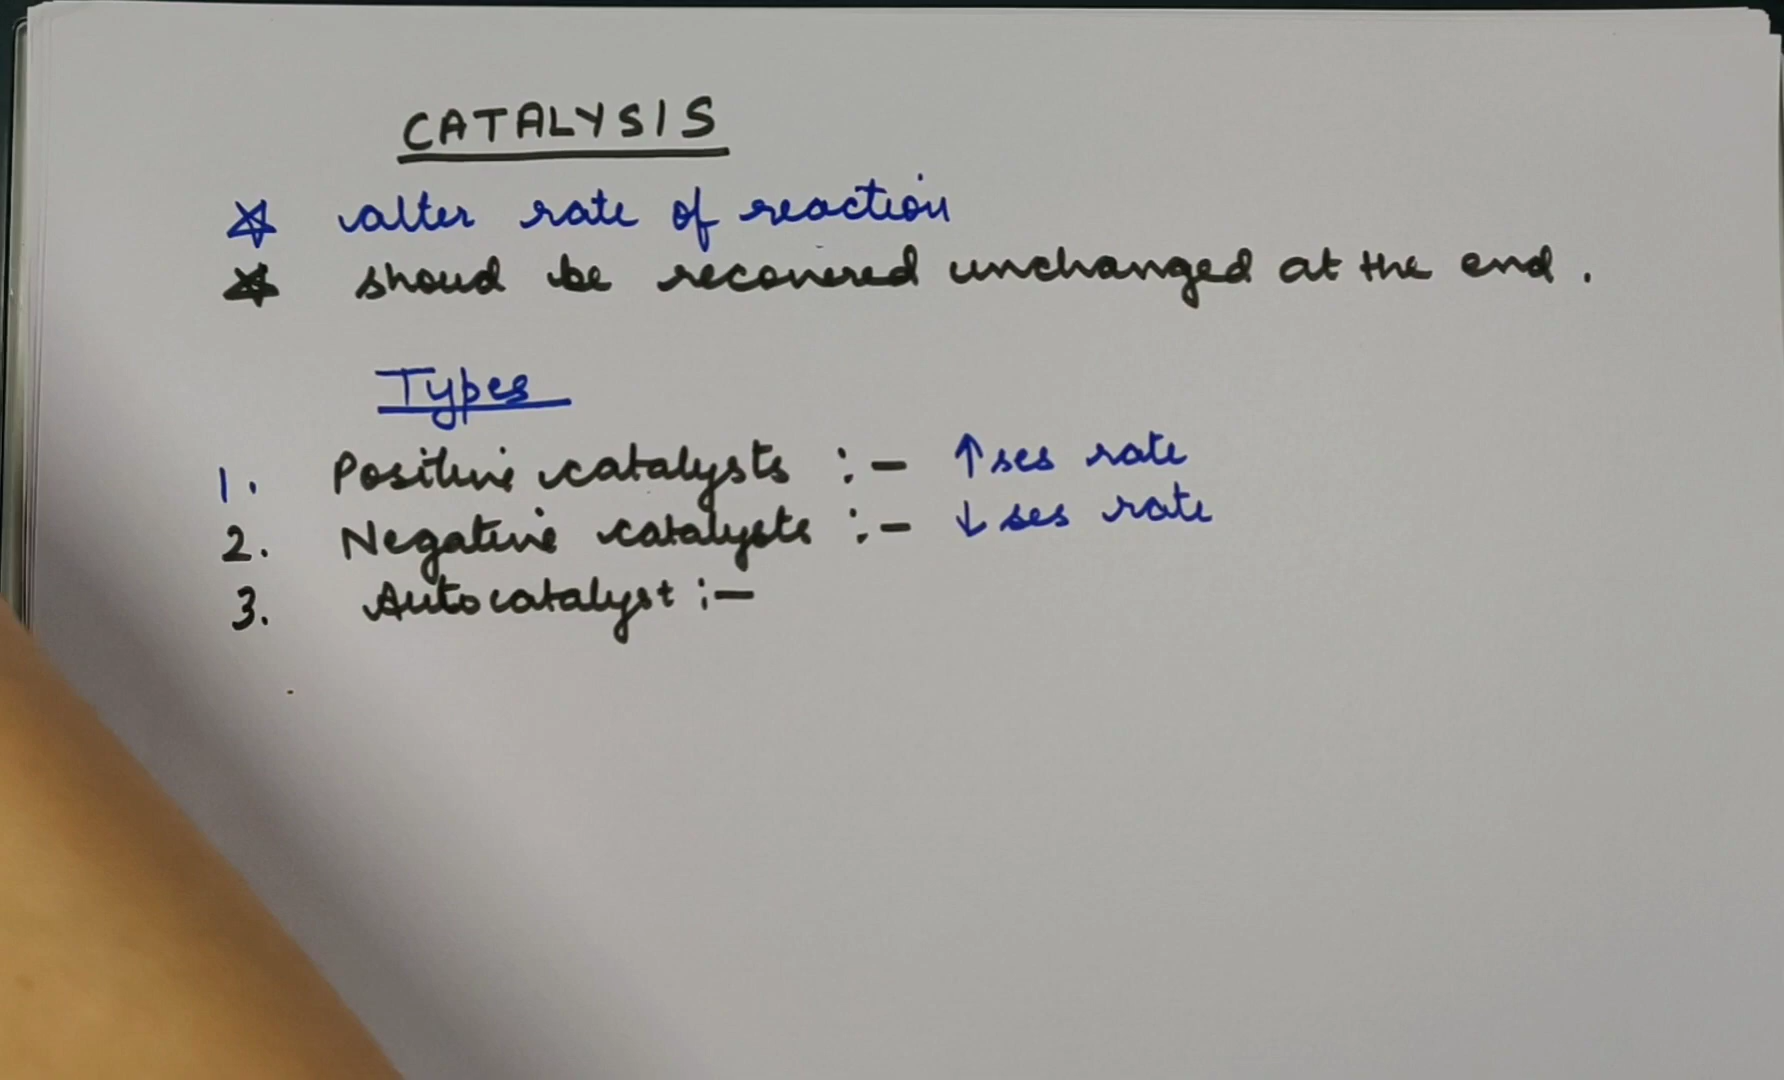 CATALYSIS
☆ alter rate of reaction
☆ shoud be recovered unchanged at the end .
Types
1. Positive catalysts :- ↑ses rate
2. Negative catalysts :- ↓ses rate
3. Autocatalyst :-